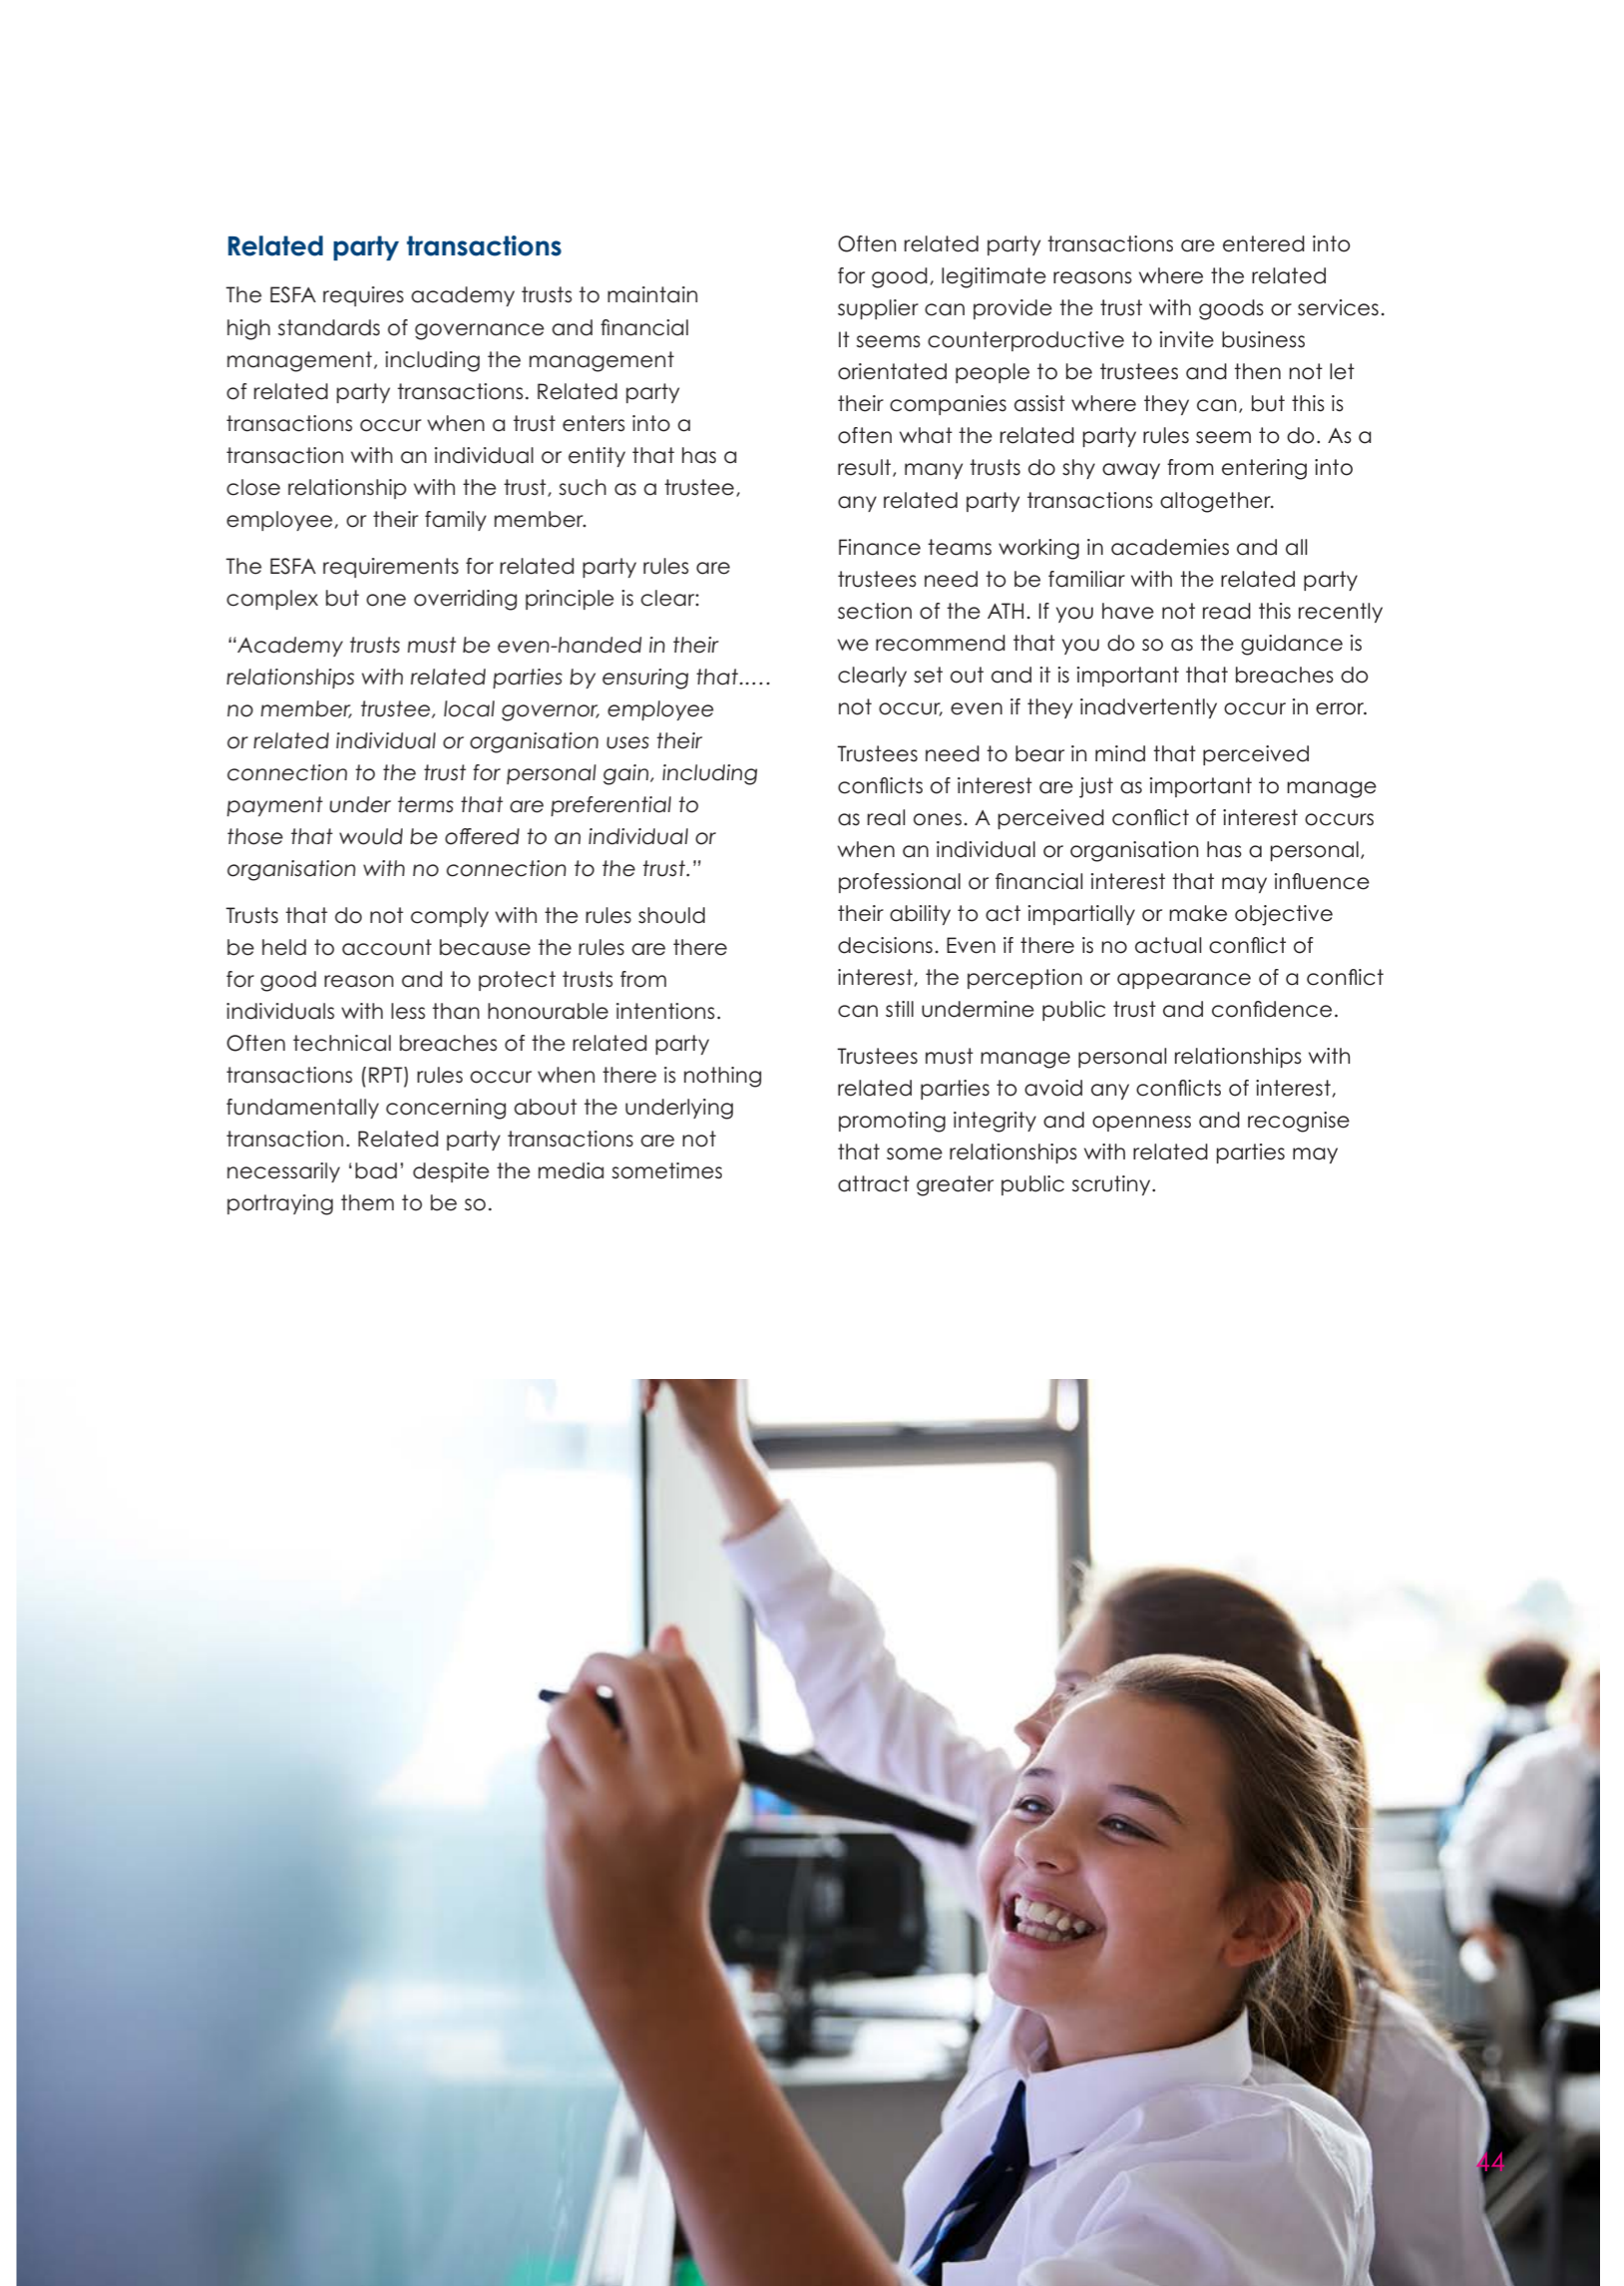 Related party transactions
The ESFA requires academy trusts to maintain
high standards of governance and financial
management, including the management
of related party transactions. Related party
transactions occur when a trust enters into a
transaction with an individual or entity that has a
close relationship with the trust, such as a trustee,
employee, or their family member.
The ESFA requirements for related party rules are
complex but one overriding principle is clear:
“Academy trusts must be even-handed in their
relationships with related parties by ensuring that…..
no member, trustee, local governor, employee
or related individual or organisation uses their
connection to the trust for personal gain, including
payment under terms that are preferential to
those that would be offered to an individual or
organisation with no connection to the trust.”
Trusts that do not comply with the rules should
be held to account because the rules are there
for good reason and to protect trusts from
individuals with less than honourable intentions.
Often technical breaches of the related party
transactions (RPT) rules occur when there is nothing
fundamentally concerning about the underlying
transaction. Related party transactions are not
necessarily ‘bad’ despite the media sometimes
portraying them to be so.
Often related party transactions are entered into
for good, legitimate reasons where the related
supplier can provide the trust with goods or services.
It seems counterproductive to invite business
orientated people to be trustees and then not let
their companies assist where they can, but this is
often what the related party rules seem to do. As a
result, many trusts do shy away from entering into
any related party transactions altogether.
Finance teams working in academies and all
trustees need to be familiar with the related party
section of the ATH. If you have not read this recently
we recommend that you do so as the guidance is
clearly set out and it is important that breaches do
not occur, even if they inadvertently occur in error.
Trustees need to bear in mind that perceived
conflicts of interest are just as important to manage
as real ones. A perceived conflict of interest occurs
when an individual or organisation has a personal,
professional or financial interest that may influence
their ability to act impartially or make objective
decisions. Even if there is no actual conflict of
interest, the perception or appearance of a conflict
can still undermine public trust and confidence.
Trustees must manage personal relationships with
related parties to avoid any conflicts of interest,
promoting integrity and openness and recognise
that some relationships with related parties may
attract greater public scrutiny.
44